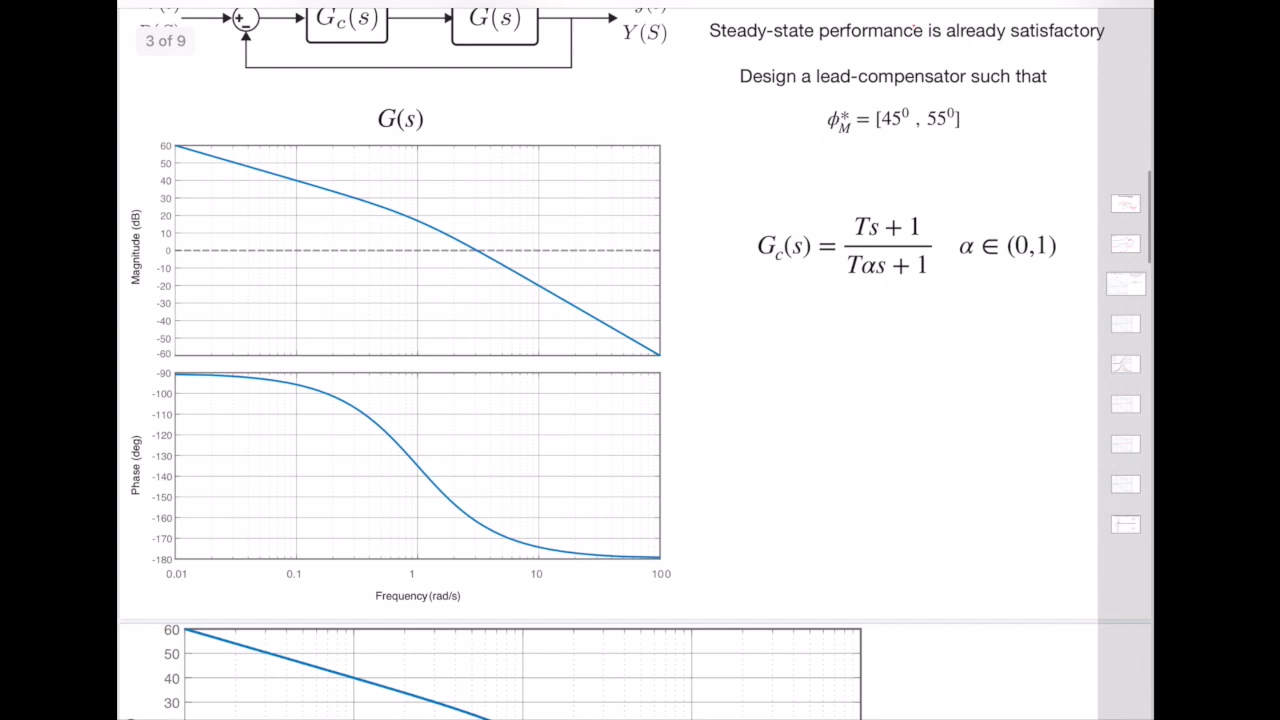 G_c(s)
G(s)
Y(S)
3 of 9
Steady-state performance is already satisfactory
Design a lead-compensator such that
ϕ*_M = [45⁰ , 55⁰]
G_c(s) = (Ts + 1)/(Tαs + 1) α ∈ (0,1)
G(s)
Magnitude (dB)
60
50
40
30
20
10
0
-10
-20
-30
-40
-50
-60
Phase (deg)
-90
-100
-110
-120
-130
-140
-150
-160
-170
-180
0.01 0.1 1 10 100
Frequency (rad/s)
60
50
40
30